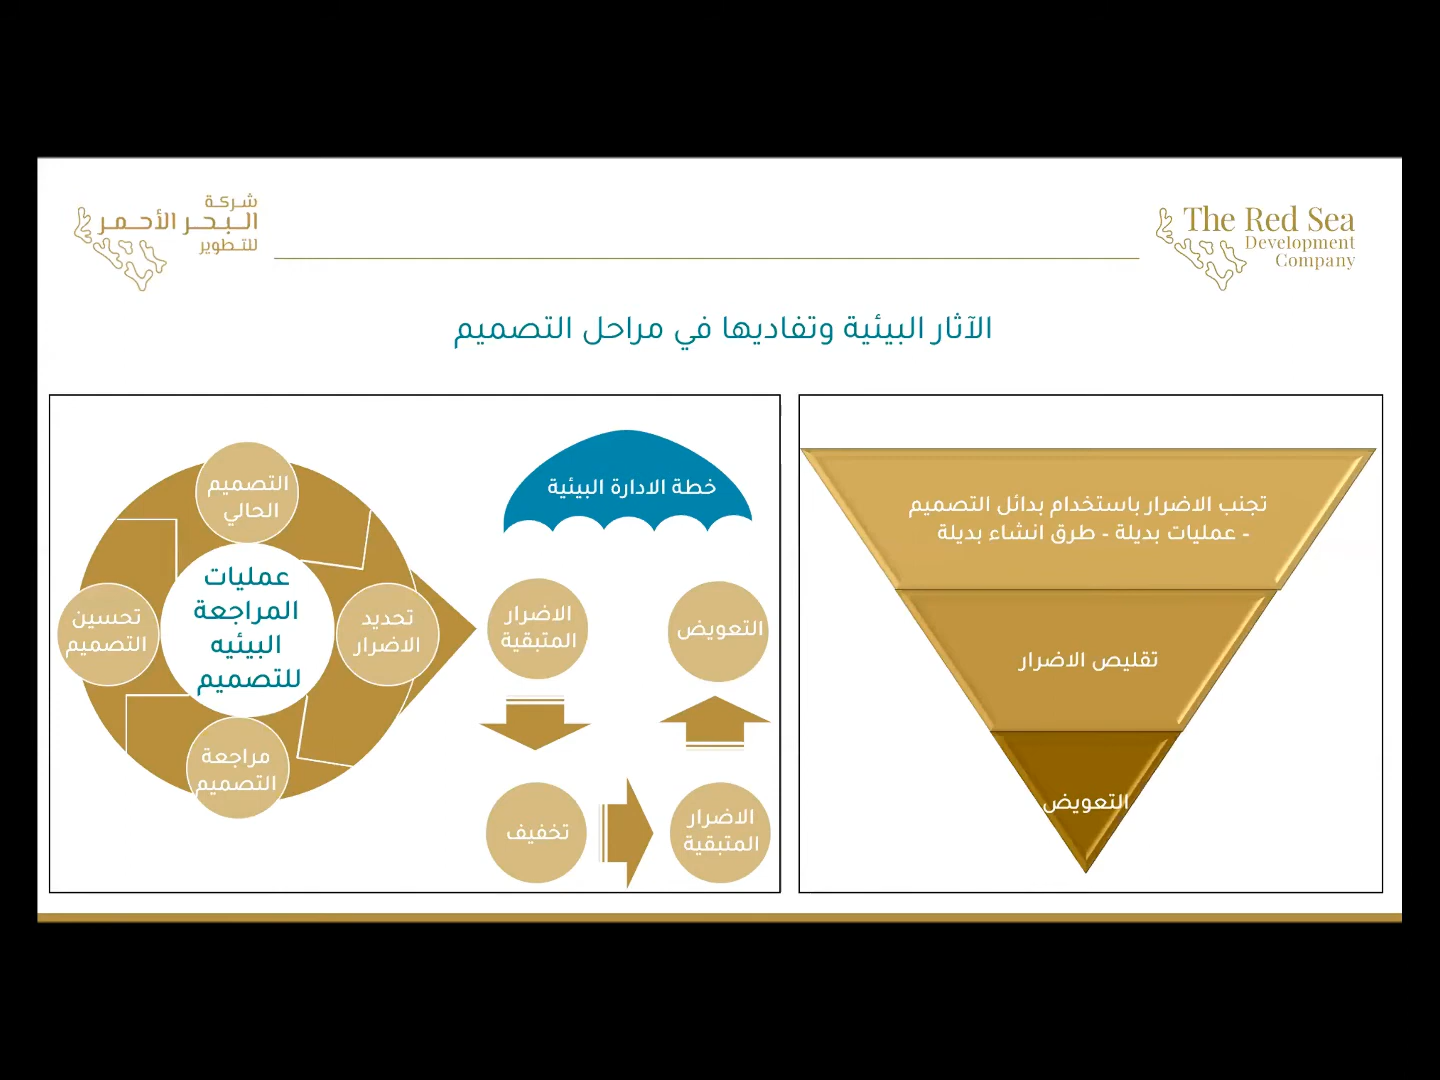 شركة
البحر الأحمر
للتطوير
The Red Sea
Development
Company
الآثار البيئية وتفاديها في مراحل التصميم
تجنب الاضرار باستخدام بدائل التصميم
- عمليات بديلة - طرق انشاء بديلة
تقليص الاضرار
التعويض
خطة الادارة البيئية
التصميم
الحالي
تحديد
الاضرار
مراجعة
التصميم
تحسين
التصميم
عمليات
المراجعة
البيئيه
للتصميم
الاضرار
المتبقية
تخفيف
الاضرار
المتبقية
التعويض